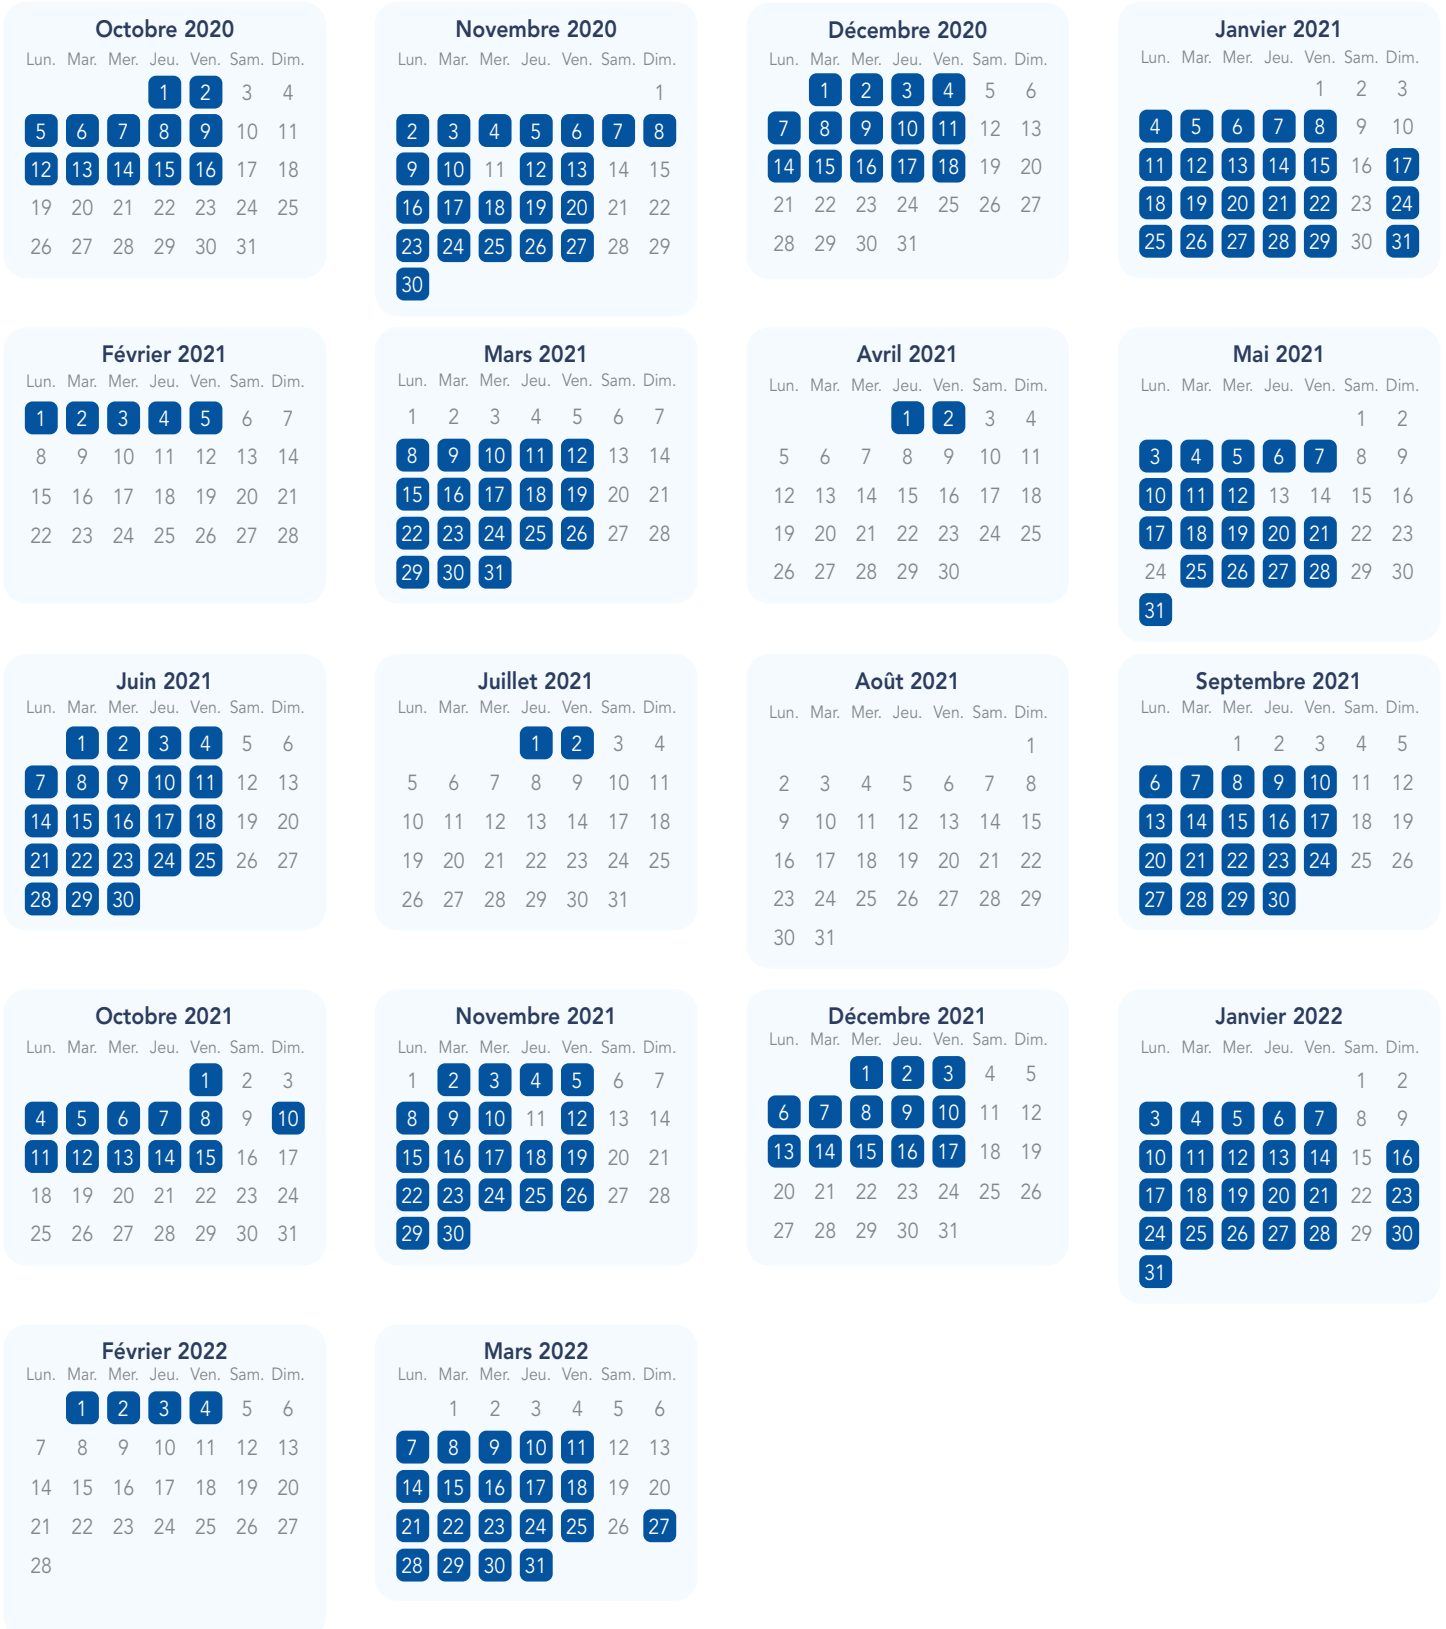 Octobre 2020
Lun. Mar. Mer. Jeu. Ven. Sam. Dim.
1 2 3 4
5 6 7 8 9 10 11
12 13 14 15 16 17 18
19 20 21 22 23 24 25
26 27 28 29 30 31
Novembre 2020
Lun. Mar. Mer. Jeu. Ven. Sam. Dim.
1
2 3 4 5 6 7 8
9 10 11 12 13 14 15
16 17 18 19 20 21 22
23 24 25 26 27 28 29
30
Décembre 2020
Lun. Mar. Mer. Jeu. Ven. Sam. Dim.
1 2 3 4 5 6
7 8 9 10 11 12 13
14 15 16 17 18 19 20
21 22 23 24 25 26 27
28 29 30 31
Janvier 2021
Lun. Mar. Mer. Jeu. Ven. Sam. Dim.
1 2 3
4 5 6 7 8 9 10
11 12 13 14 15 16 17
18 19 20 21 22 23 24
25 26 27 28 29 30 31
Février 2021
Lun. Mar. Mer. Jeu. Ven. Sam. Dim.
1 2 3 4 5 6 7
8 9 10 11 12 13 14
15 16 17 18 19 20 21
22 23 24 25 26 27 28
Mars 2021
Lun. Mar. Mer. Jeu. Ven. Sam. Dim.
1 2 3 4 5 6 7
8 9 10 11 12 13 14
15 16 17 18 19 20 21
22 23 24 25 26 27 28
29 30 31
Avril 2021
Lun. Mar. Mer. Jeu. Ven. Sam. Dim.
1 2 3 4
5 6 7 8 9 10 11
12 13 14 15 16 17 18
19 20 21 22 23 24 25
26 27 28 29 30
Mai 2021
Lun. Mar. Mer. Jeu. Ven. Sam. Dim.
1 2
3 4 5 6 7 8 9
10 11 12 13 14 15 16
17 18 19 20 21 22 23
24 25 26 27 28 29 30
31
Juin 2021
Lun. Mar. Mer. Jeu. Ven. Sam. Dim.
1 2 3 4 5 6
7 8 9 10 11 12 13
14 15 16 17 18 19 20
21 22 23 24 25 26 27
28 29 30
Juillet 2021
Lun. Mar. Mer. Jeu. Ven. Sam. Dim.
1 2 3 4
5 6 7 8 9 10 11
10 11 12 13 14 17 18
19 20 21 22 23 24 25
26 27 28 29 30 31
Août 2021
Lun. Mar. Mer. Jeu. Ven. Sam. Dim.
1
2 3 4 5 6 7 8
9 10 11 12 13 14 15
16 17 18 19 20 21 22
23 24 25 26 27 28 29
30 31
Septembre 2021
Lun. Mar. Mer. Jeu. Ven. Sam. Dim.
1 2 3 4 5
6 7 8 9 10 11 12
13 14 15 16 17 18 19
20 21 22 23 24 25 26
27 28 29 30
Octobre 2021
Lun. Mar. Mer. Jeu. Ven. Sam. Dim.
1 2 3
4 5 6 7 8 9 10
11 12 13 14 15 16 17
18 19 20 21 22 23 24
25 26 27 28 29 30 31
Novembre 2021
Lun. Mar. Mer. Jeu. Ven. Sam. Dim.
1 2 3 4 5 6 7
8 9 10 11 12 13 14
15 16 17 18 19 20 21
22 23 24 25 26 27 28
29 30
Décembre 2021
Lun. Mar. Mer. Jeu. Ven. Sam. Dim.
1 2 3 4 5
6 7 8 9 10 11 12
13 14 15 16 17 18 19
20 21 22 23 24 25 26
27 28 29 30 31
Janvier 2022
Lun. Mar. Mer. Jeu. Ven. Sam. Dim.
1 2
3 4 5 6 7 8 9
10 11 12 13 14 15 16
17 18 19 20 21 22 23
24 25 26 27 28 29 30
31
Février 2022
Lun. Mar. Mer. Jeu. Ven. Sam. Dim.
1 2 3 4 5 6
7 8 9 10 11 12 13
14 15 16 17 18 19 20
21 22 23 24 25 26 27
28
Mars 2022
Lun. Mar. Mer. Jeu. Ven. Sam. Dim.
1 2 3 4 5 6
7 8 9 10 11 12 13
14 15 16 17 18 19 20
21 22 23 24 25 26 27
28 29 30 31